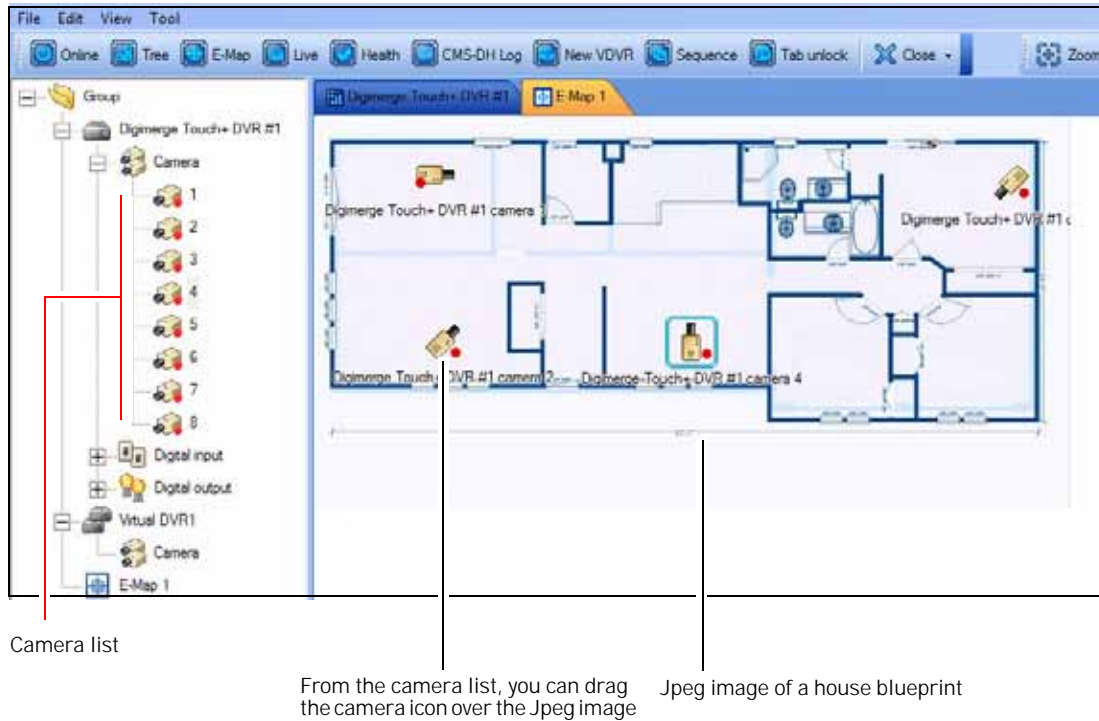 File Edit View Tool
Online Tree E-Map Live Health CMS-DH Log New VDVR Sequence Tab unlock Close Zoom
Group
Digimerge Touch+ DVR #1
Camera
1
2
3
4
5
6
7
8
Digital input
Digital output
Virtual DVR1
Camera
E-Map 1
Digimerge Touch+ DVR #1
E-Map 1
Digimerge Touch+ DVR #1 camera
Digimerge Touch+ DVR #1 c
Digimerge Touch+ DVR #1 camera 2
Digimerge Touch+ DVR #1 camera 4
Camera list
From the camera list, you can drag
the camera icon over the Jpeg image
Jpeg image of a house blueprint